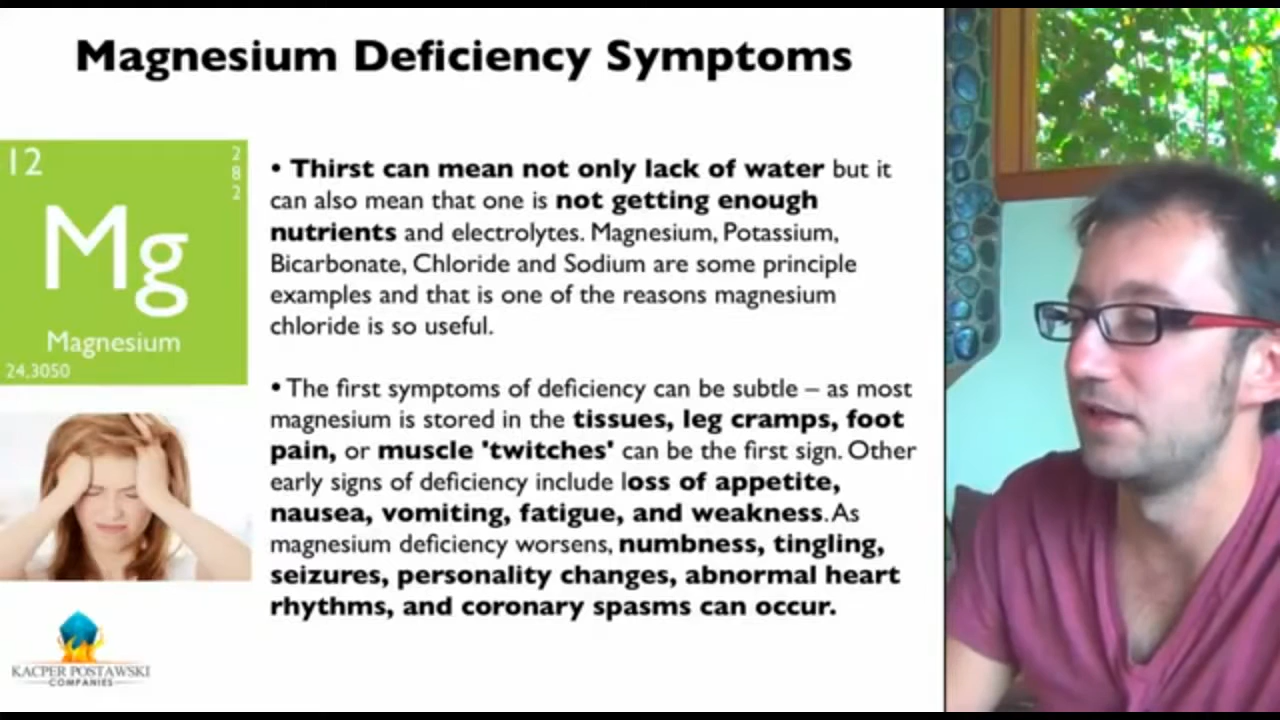 Magnesium Deficiency Symptoms
12
2
8
2
Mg
Magnesium
24,3050
• Thirst can mean not only lack of water but it
can also mean that one is not getting enough
nutrients and electrolytes. Magnesium, Potassium,
Bicarbonate, Chloride and Sodium are some principle
examples and that is one of the reasons magnesium
chloride is so useful.
• The first symptoms of deficiency can be subtle – as most
magnesium is stored in the tissues, leg cramps, foot
pain, or muscle 'twitches' can be the first sign. Other
early signs of deficiency include loss of appetite,
nausea, vomiting, fatigue, and weakness. As
magnesium deficiency worsens, numbness, tingling,
seizures, personality changes, abnormal heart
rhythms, and coronary spasms can occur.
KACPER POSTAWSKI
COMPANIES